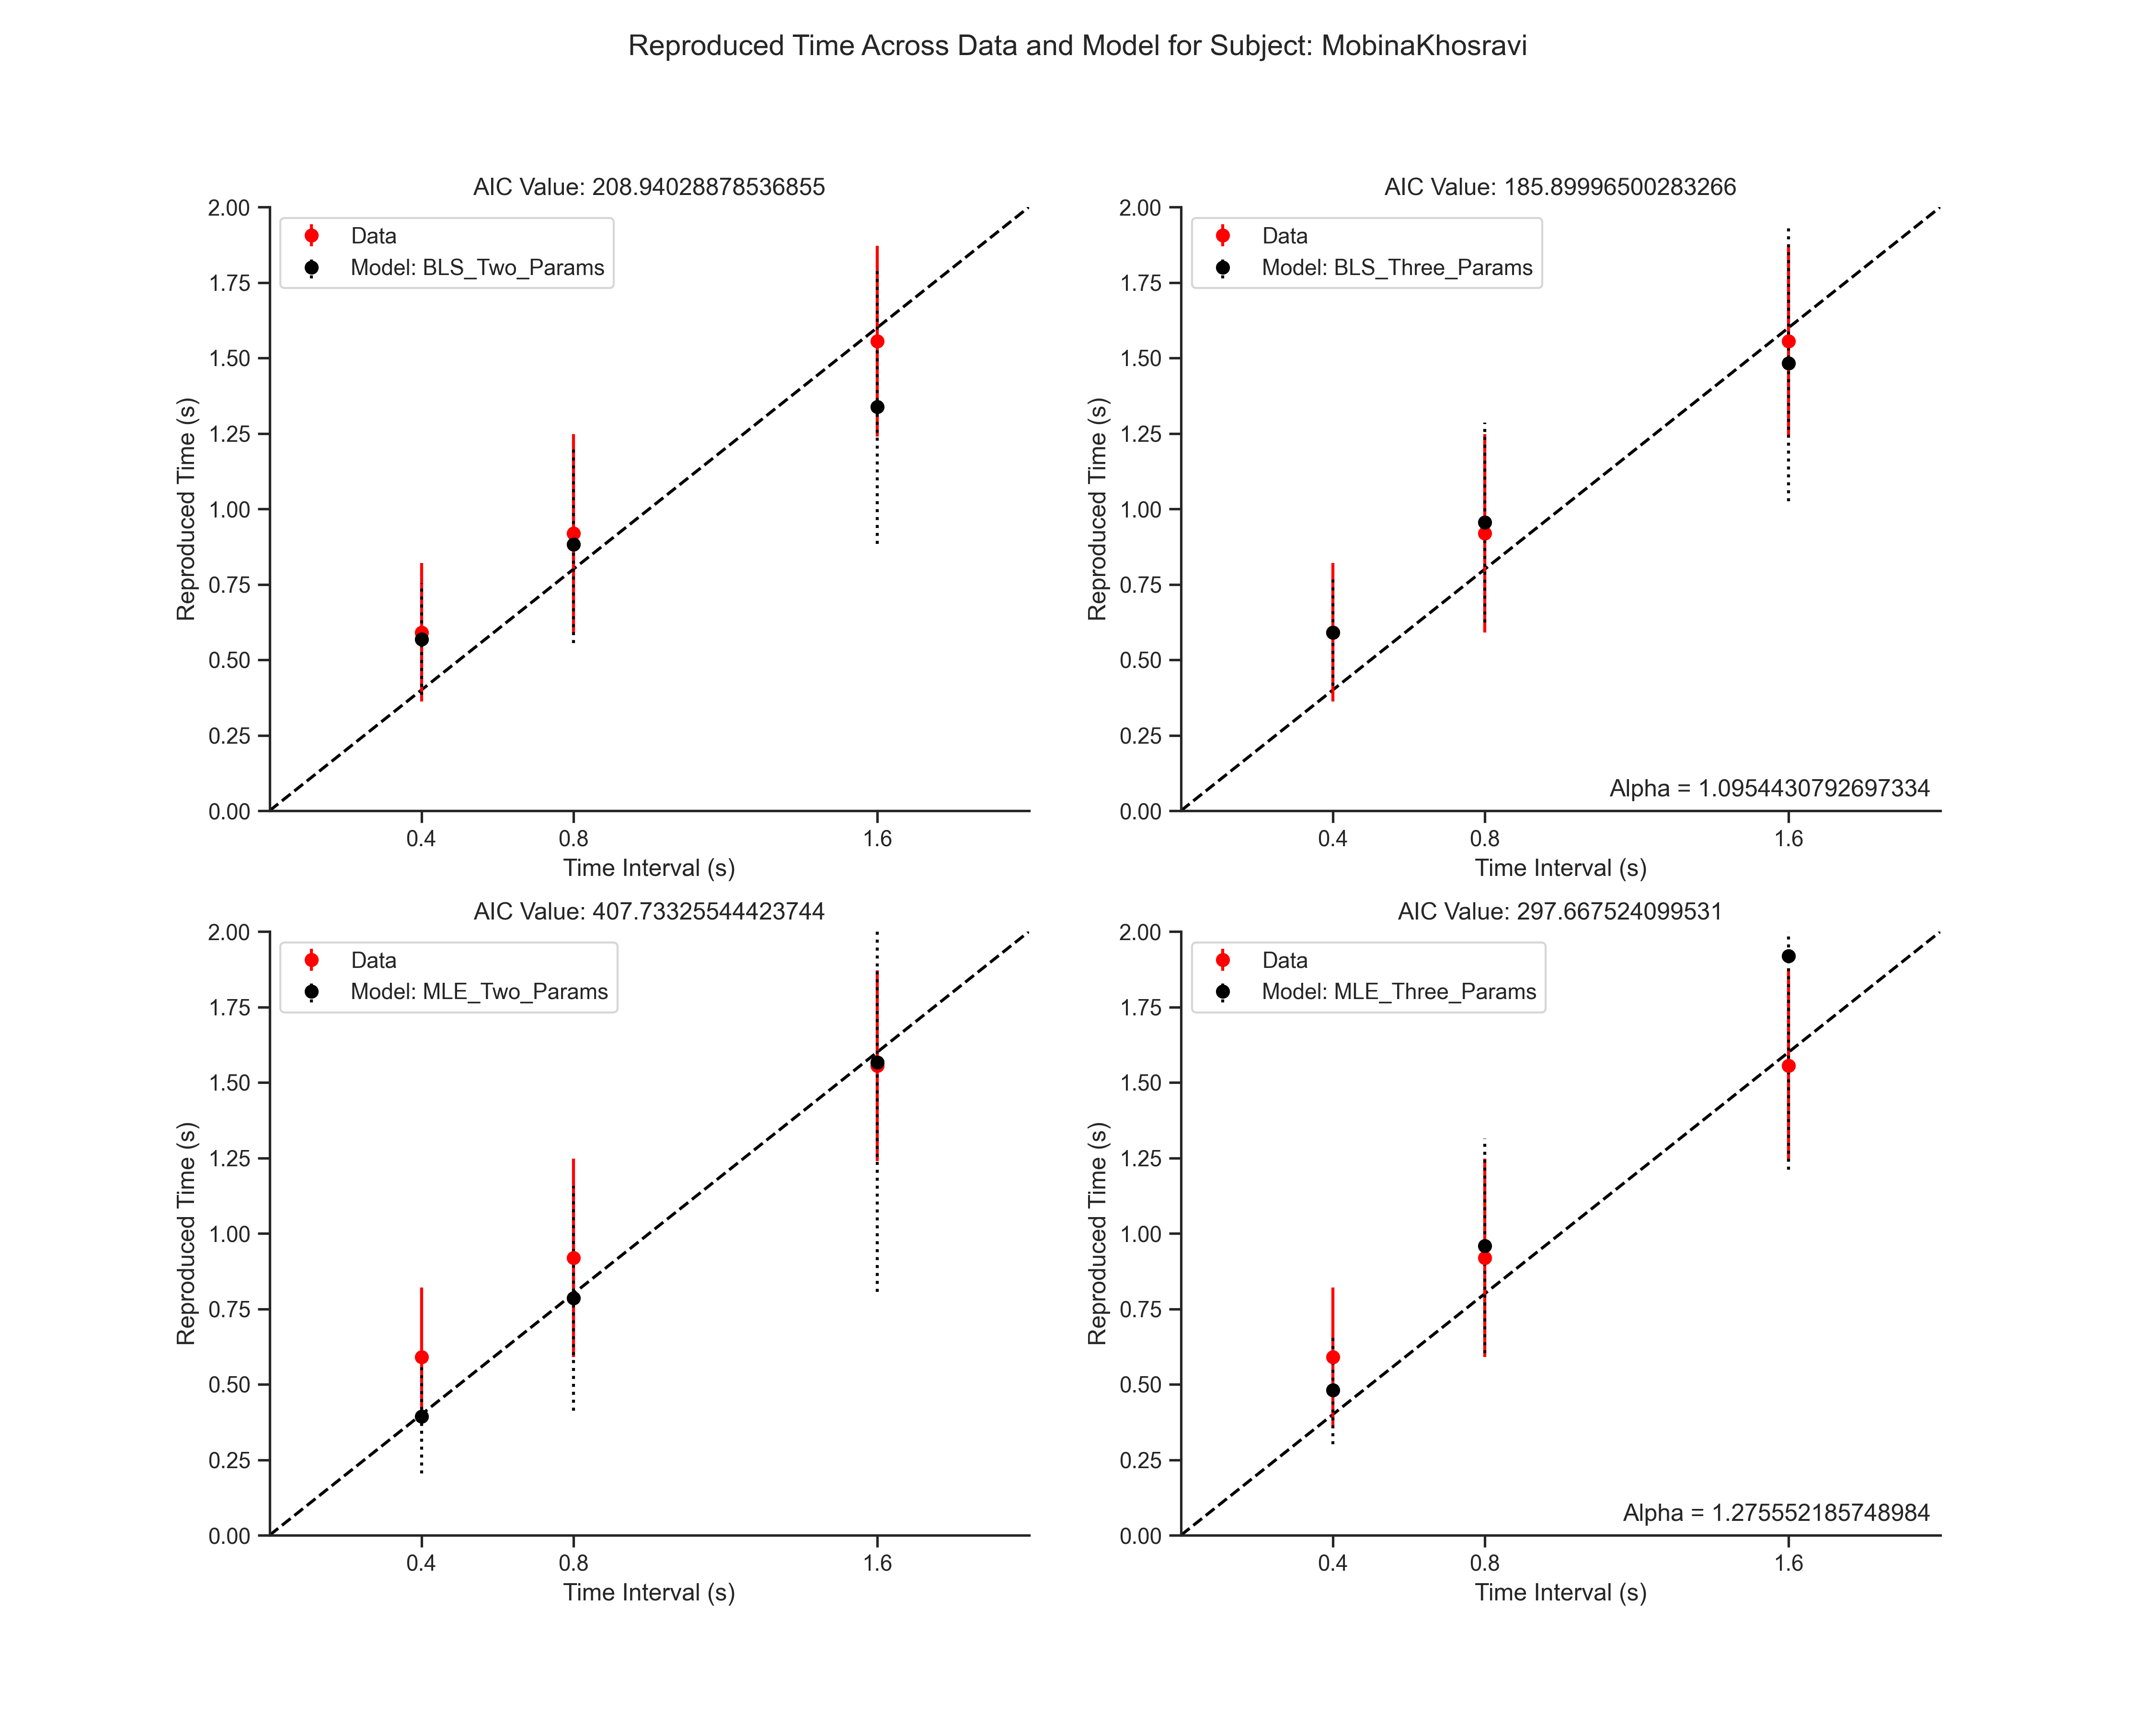 Reproduced Time Across Data and Model for Subject: MobinaKhosravi
AIC Value: 208.94028878536855
2.00
1.75
1.50
1.25
1.00
0.75
0.50
0.25
0.00
Reproduced Time (s)
Data
Model: BLS_Two_Params
0.4 0.8 1.6
Time Interval (s)
AIC Value: 185.89996500283266
2.00
1.75
1.50
1.25
1.00
0.75
0.50
0.25
0.00
Reproduced Time (s)
Data
Model: BLS_Three_Params
Alpha = 1.0954430792697334
0.4 0.8 1.6
Time Interval (s)
AIC Value: 407.73325544423744
2.00
1.75
1.50
1.25
1.00
0.75
0.50
0.25
0.00
Reproduced Time (s)
Data
Model: MLE_Two_Params
0.4 0.8 1.6
Time Interval (s)
AIC Value: 297.667524099531
2.00
1.75
1.50
1.25
1.00
0.75
0.50
0.25
0.00
Reproduced Time (s)
Data
Model: MLE_Three_Params
Alpha = 1.275552185748984
0.4 0.8 1.6
Time Interval (s)